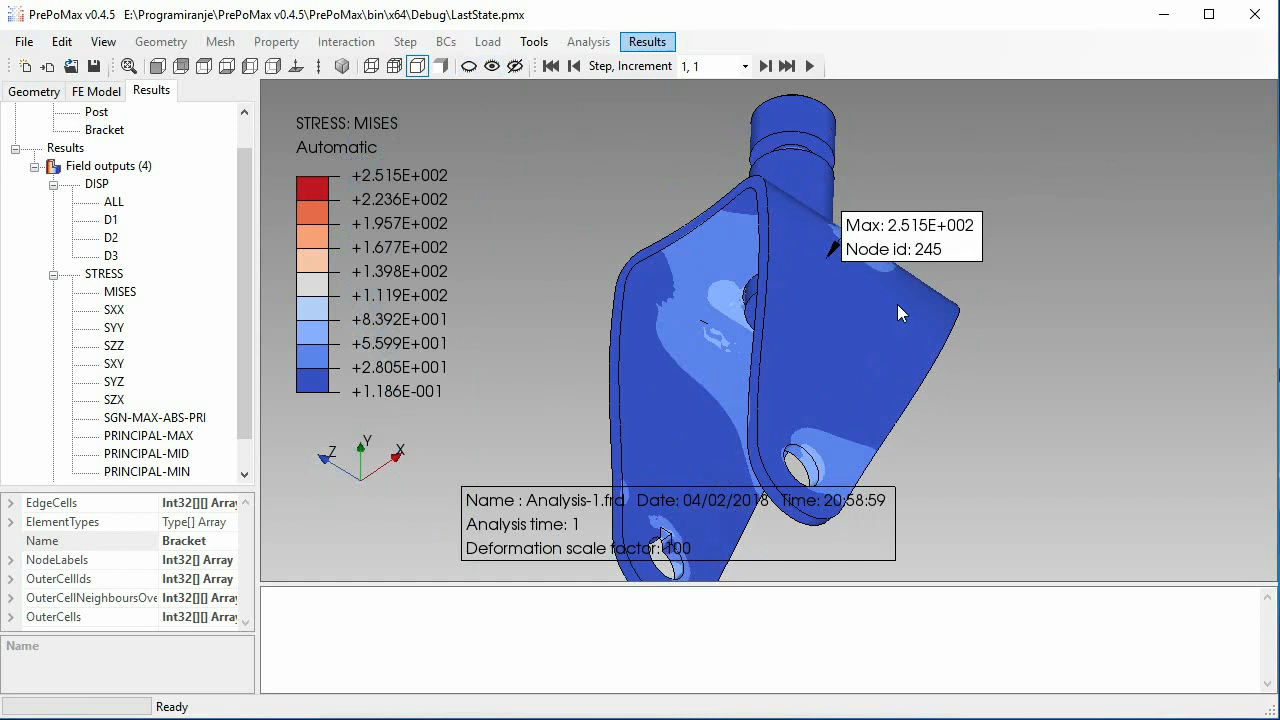 PrePoMax v0.4.5   E:\Programiranje\PrePoMax v0.4.5\PrePoMax\bin\x64\Debug\LastState.pmx
File Edit View Geometry Mesh Property Interaction Step BCs Load Tools Analysis Results
Step, Increment 1, 1
Geometry FE Model Results
Post
Bracket
Results
Field outputs (4)
DISP
ALL
D1
D2
D3
STRESS
MISES
SXX
SYY
SZZ
SXY
SYZ
SZX
SGN-MAX-ABS-PRI
PRINCIPAL-MAX
PRINCIPAL-MID
PRINCIPAL-MIN
EdgeCells Int32[][] Array
ElementTypes Type[] Array
Name Bracket
NodeLabels Int32[] Array
OuterCellIds Int32[] Array
OuterCellNeighboursOve Int32[][] Array
OuterCells Int32[][] Array
Name
Ready
STRESS: MISES
Automatic
+2.515E+002
+2.236E+002
+1.957E+002
+1.677E+002
+1.398E+002
+1.119E+002
+8.392E+001
+5.599E+001
+2.805E+001
+1.186E-001
Max: 2.515E+002
Node id: 245
Z Y X
Name : Analysis-1.frd   Date: 04/02/2018   Time: 20:58:59
Analysis time: 1
Deformation scale factor: 100